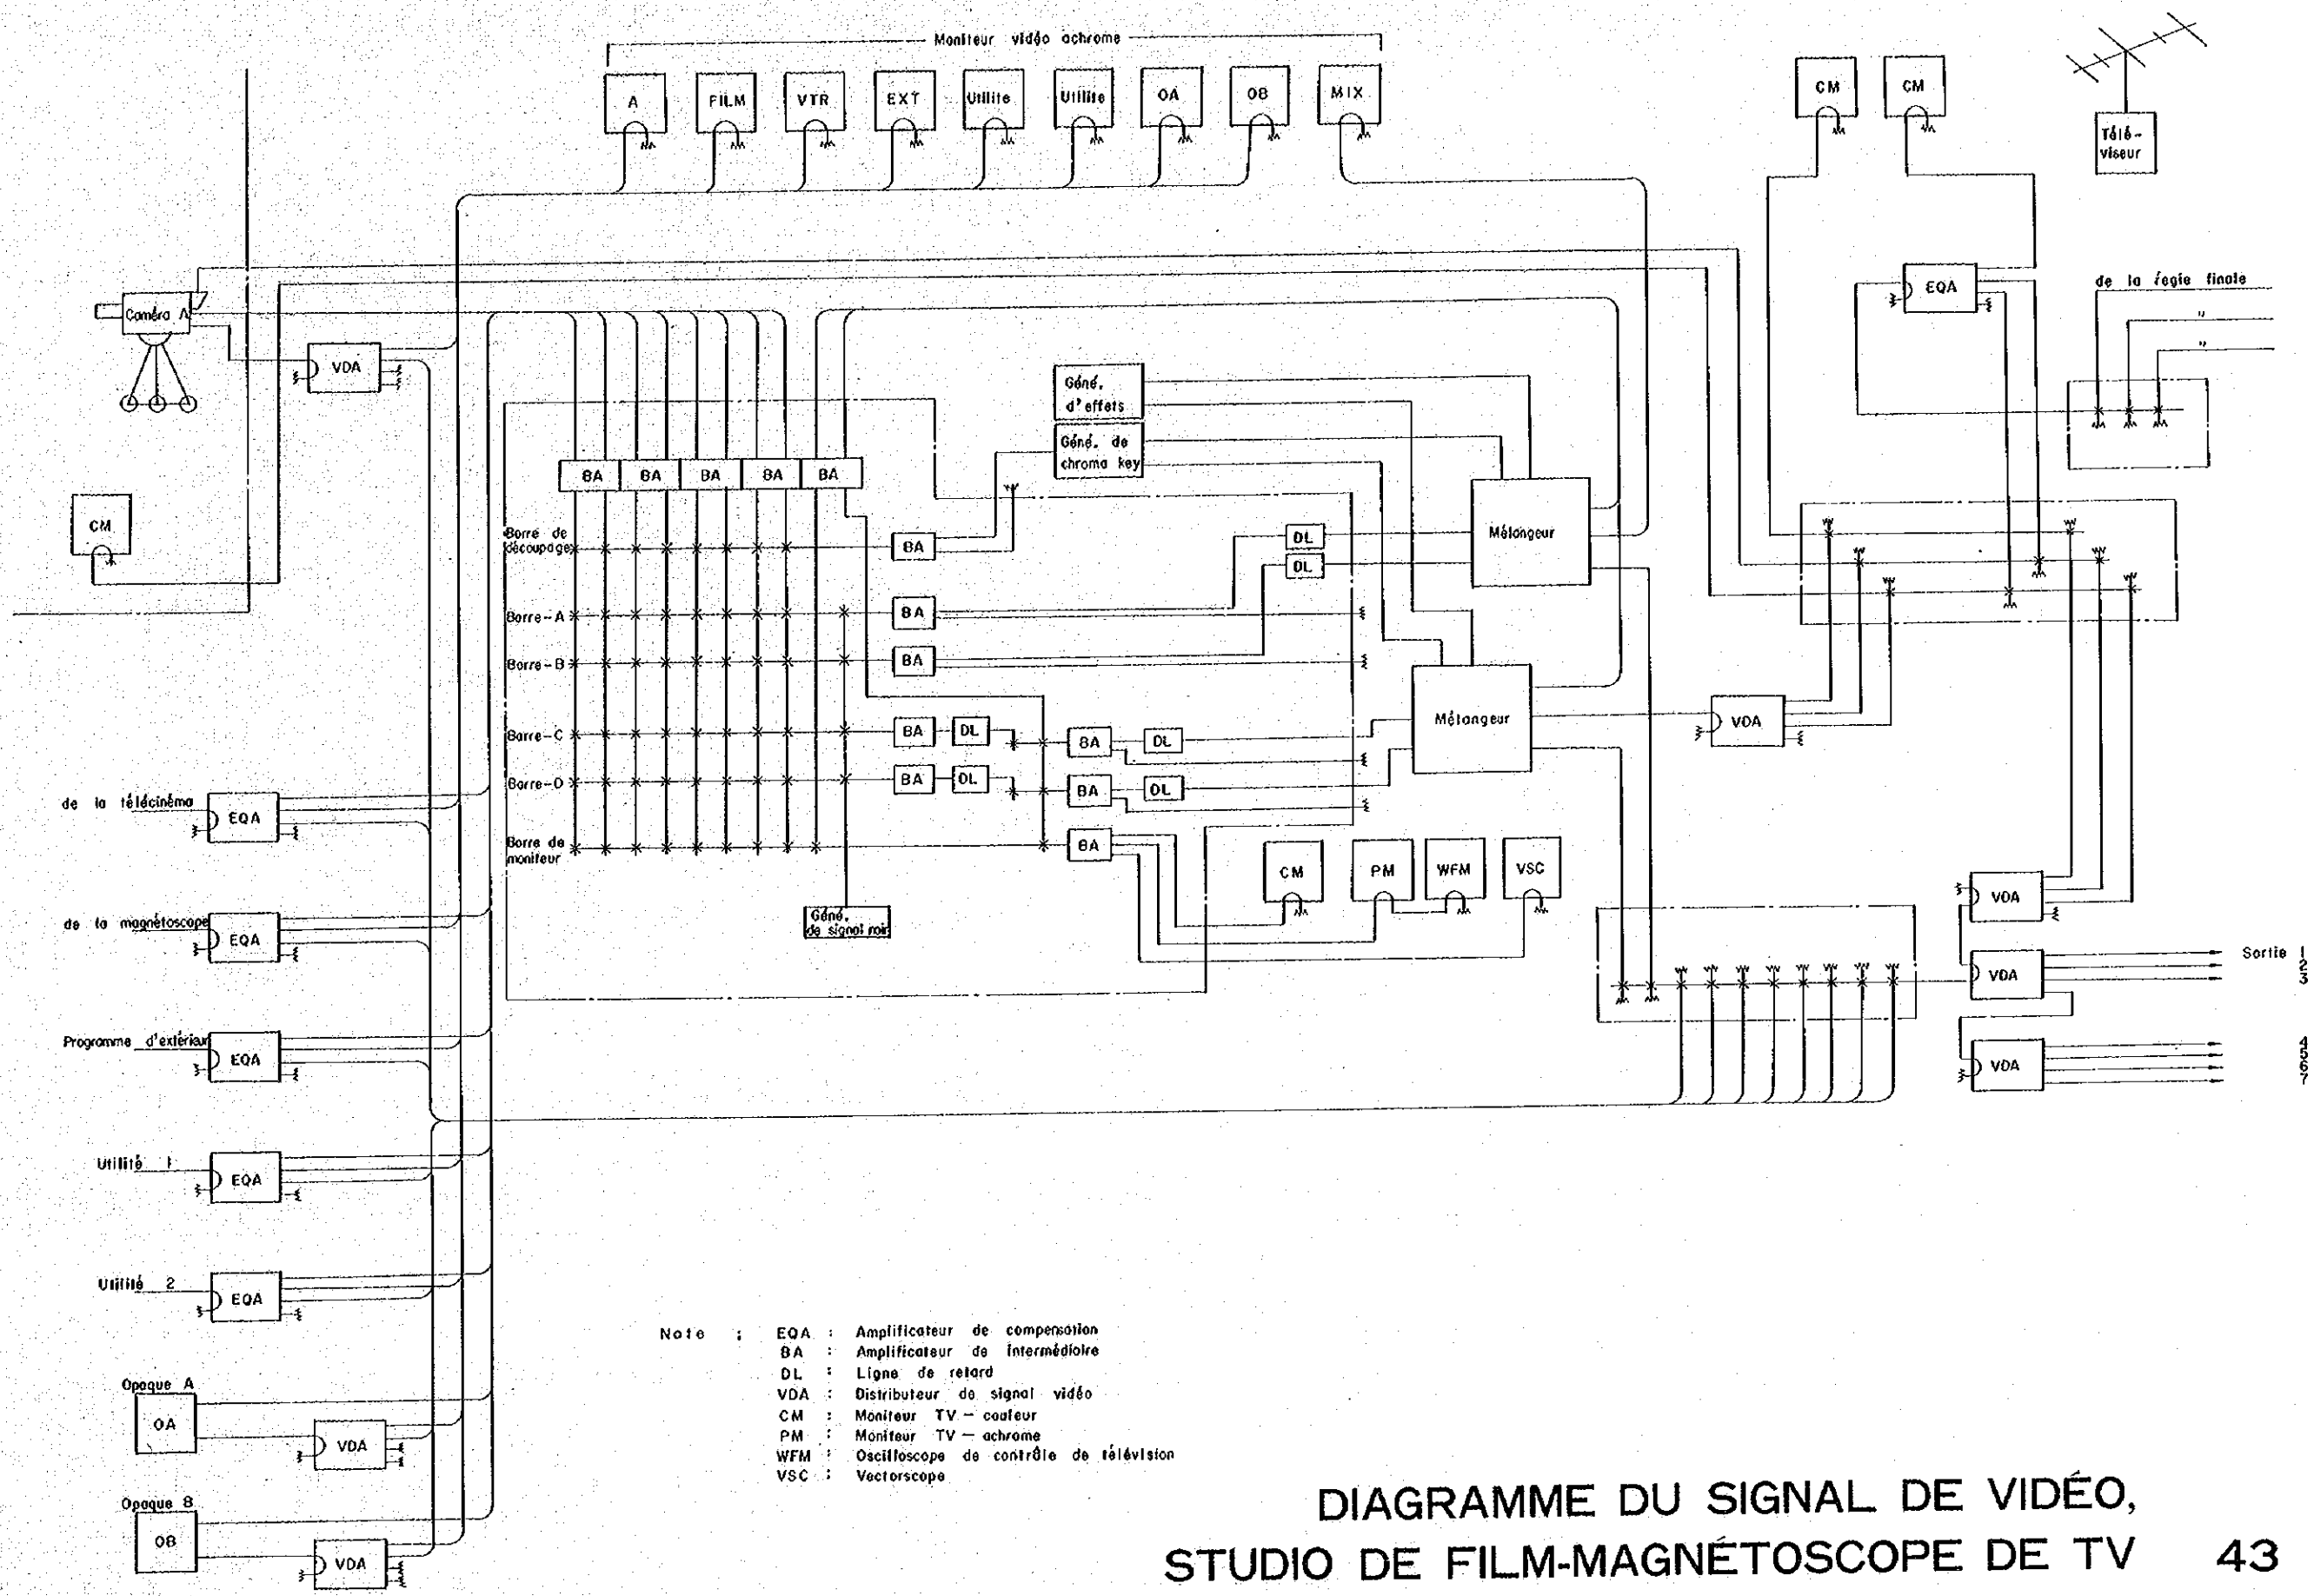 Moniteur vidéo achrome
A
FILM
VTR
EXT
Utilite
Utilite
OA
OB
MIX
CM
CM
Télé-
viseur
Caméra A
VDA
EQA
de la régie finale
"
"
Géné.
d'effets
Géné. de
chroma key
BA
BA
BA
BA
BA
CM
Barre de
découpage
BA
DL
DL
Mélangeur
Barre-A
BA
Barre-B
BA
Mélangeur
VDA
Barre-C
BA
DL
BA
DL
Barre-D
BA
DL
BA
DL
de la télécinéma
EQA
Barre de
moniteur
BA
CM
PM
WFM
VSC
VDA
Géné.
de signal noir
de la magnétoscope
EQA
VDA
Sortie 1
2
3
Programme d'extérieur
EQA
VDA
4
5
6
7
Utilité 1
EQA
Utilité 2
EQA
Note ; EQA : Amplificateur de compensation
BA : Amplificateur de intermédioire
DL : Ligne de retard
VDA : Distributeur de signal vidéo
CM : Moniteur TV - couleur
PM : Moniteur TV - achrome
WFM : Oscilloscope de contrôle de télévision
VSC : Vectorscope
Opaque A
OA
VDA
Opaque B
OB
VDA
DIAGRAMME DU SIGNAL DE VIDÉO,
STUDIO DE FILM-MAGNÉTOSCOPE DE TV 43